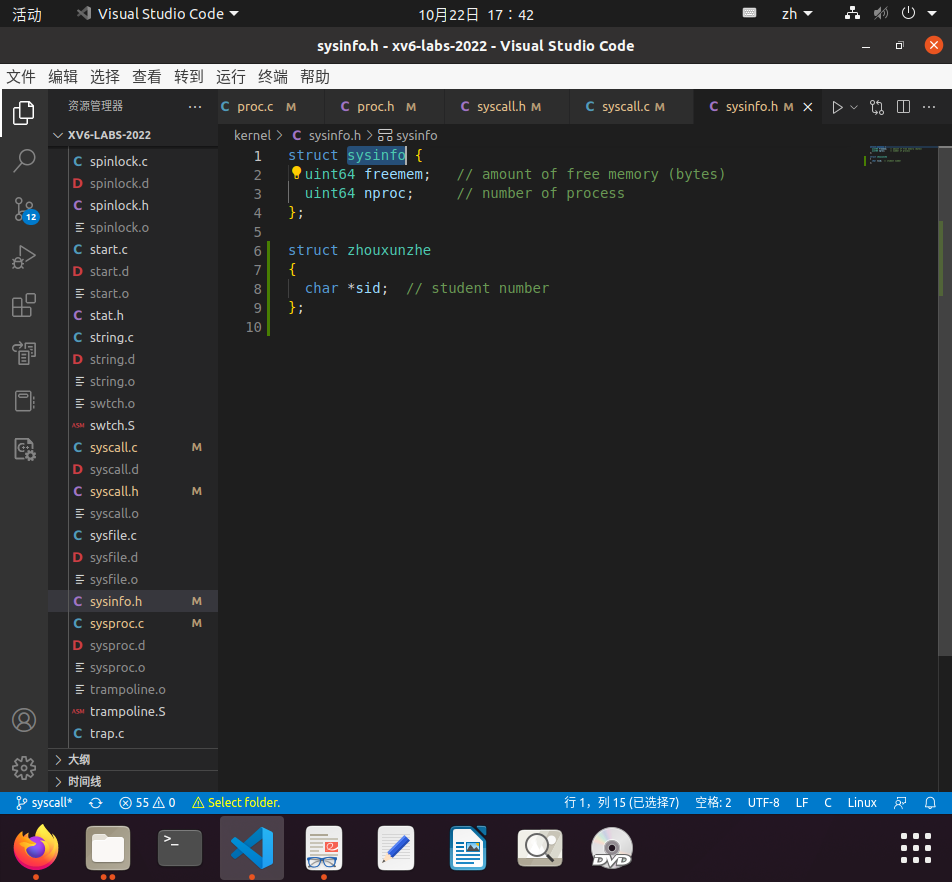 活动
Visual Studio Code
10月22日 17：42
zh
sysinfo.h - xv6-labs-2022 - Visual Studio Code
文件 编辑 选择 查看 转到 运行 终端 帮助
资源管理器 ···
C proc.c M
C proc.h M
C syscall.h M
C syscall.c M
C sysinfo.h M
XV6-LABS-2022
kernel > C sysinfo.h > sysinfo
C spinlock.c
D spinlock.d
C spinlock.h
spinlock.o
C start.c
D start.d
start.o
C stat.h
C string.c
D string.d
string.o
swtch.o
ASM swtch.S
C syscall.c M
D syscall.d
C syscall.h M
syscall.o
C sysfile.c
D sysfile.d
sysfile.o
C sysinfo.h M
C sysproc.c M
D sysproc.d
sysproc.o
trampoline.o
ASM trampoline.S
C trap.c
大纲
时间线
12
1 struct sysinfo {
2 uint64 freemem;   // amount of free memory (bytes)
3 uint64 nproc;     // number of process
4 };
5
6 struct zhouxunzhe
7 {
8 char *sid;  // student number
9 };
10
syscall*
55 0
Select folder.
行 1，列 15 (已选择7)
空格: 2
UTF-8
LF
C
Linux
>_
DVD